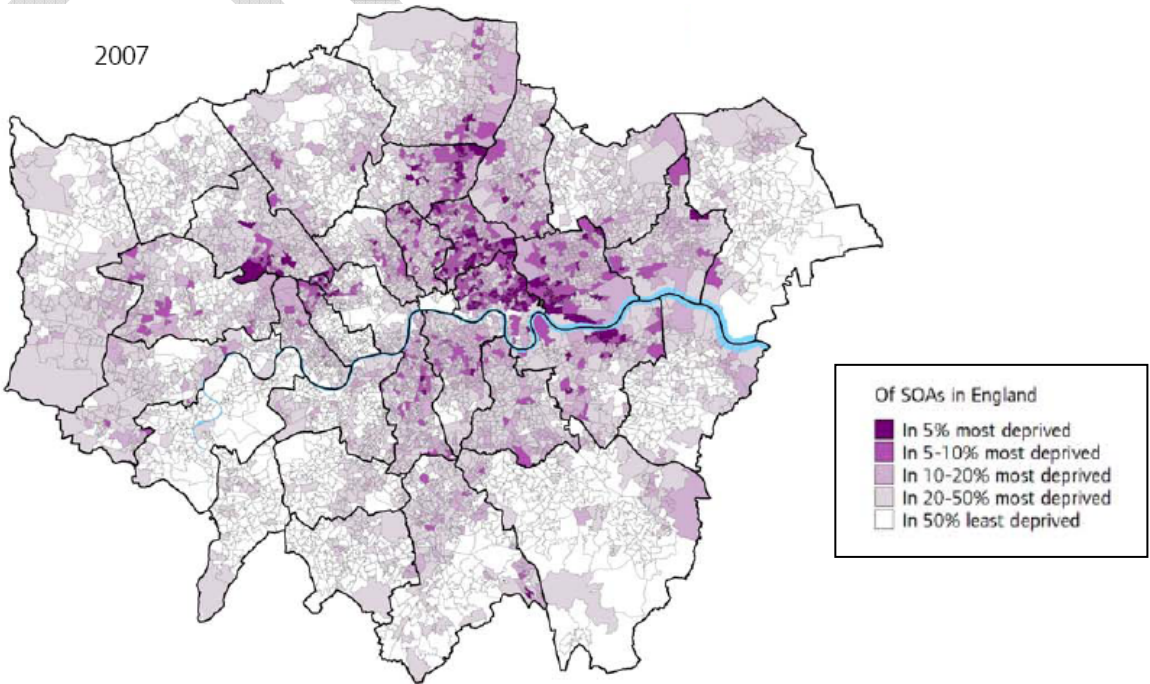 2007
Of SOAs in England
In 5% most deprived
In 5-10% most deprived
In 10-20% most deprived
In 20-50% most deprived
In 50% least deprived